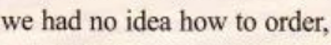 we had no idea how to order,